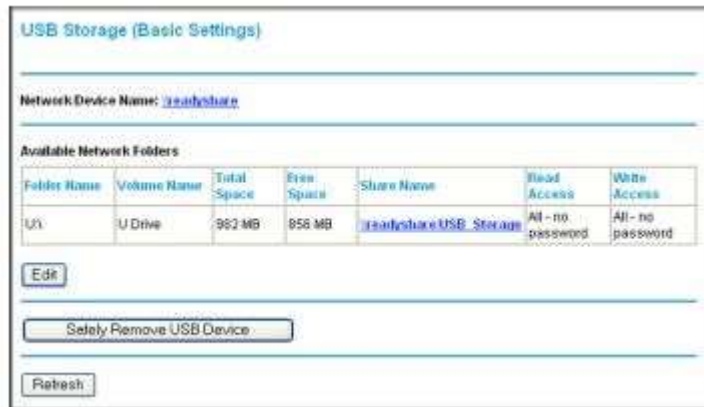 USB Storage (Basic Settings)
Network Device Name: \\readyshare
Available Network Folders
Folder Name Volume Name Total Space Free Space Share Name Read Access Write Access
U:\ U Drive 982 MB 856 MB \\readyshare\USB_Storage All - no password All - no password
Edit
Safely Remove USB Device
Refresh